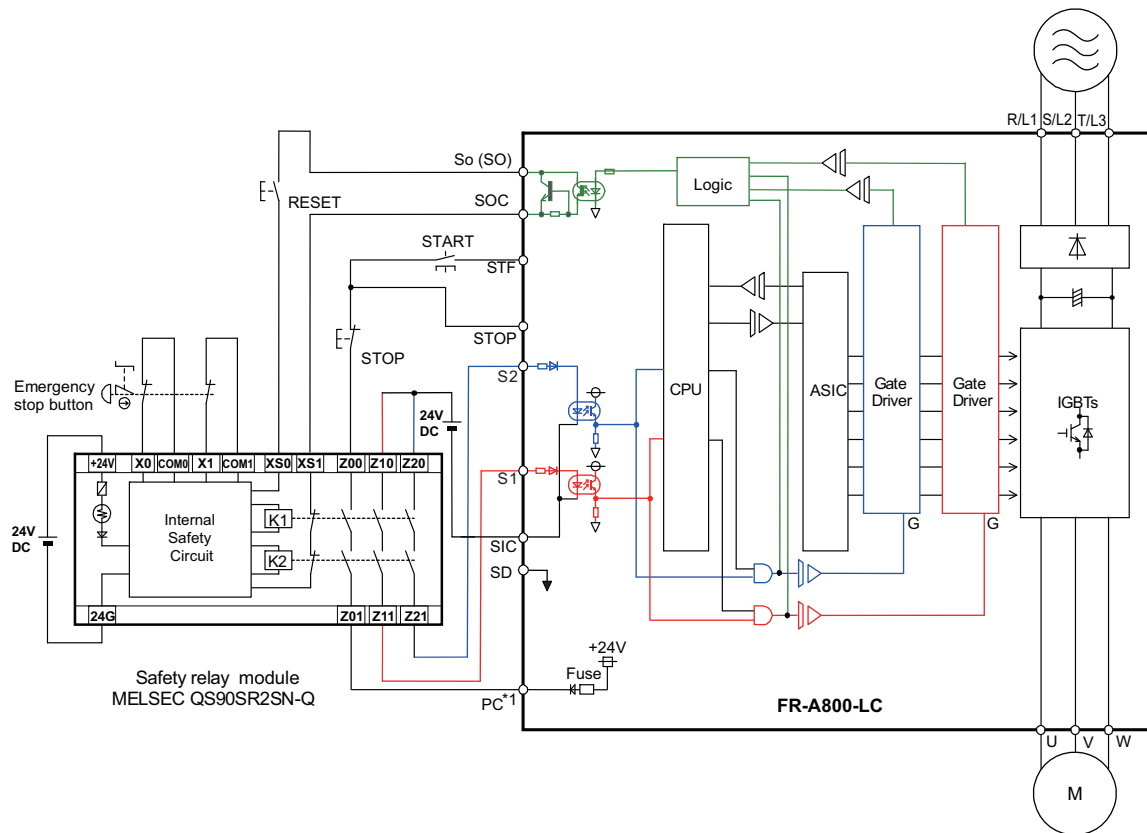 R/L1 S/L2 T/L3
So (SO)
RESET
SOC
Logic
START
STF
STOP
STOP
S2
Emergency
stop button
24V
DC
CPU
ASIC
Gate
Driver
Gate
Driver
IGBTs
+24V X0 COM0 X1 COM1 XS0 XS1 Z00 Z10 Z20
S1
24V
DC
Internal
Safety
Circuit
K1
K2
G
G
SIC
SD
24G Z01 Z11 Z21
Safety relay module
MELSEC QS90SR2SN-Q
+24V
Fuse
PC*1
FR-A800-LC
U V W
M